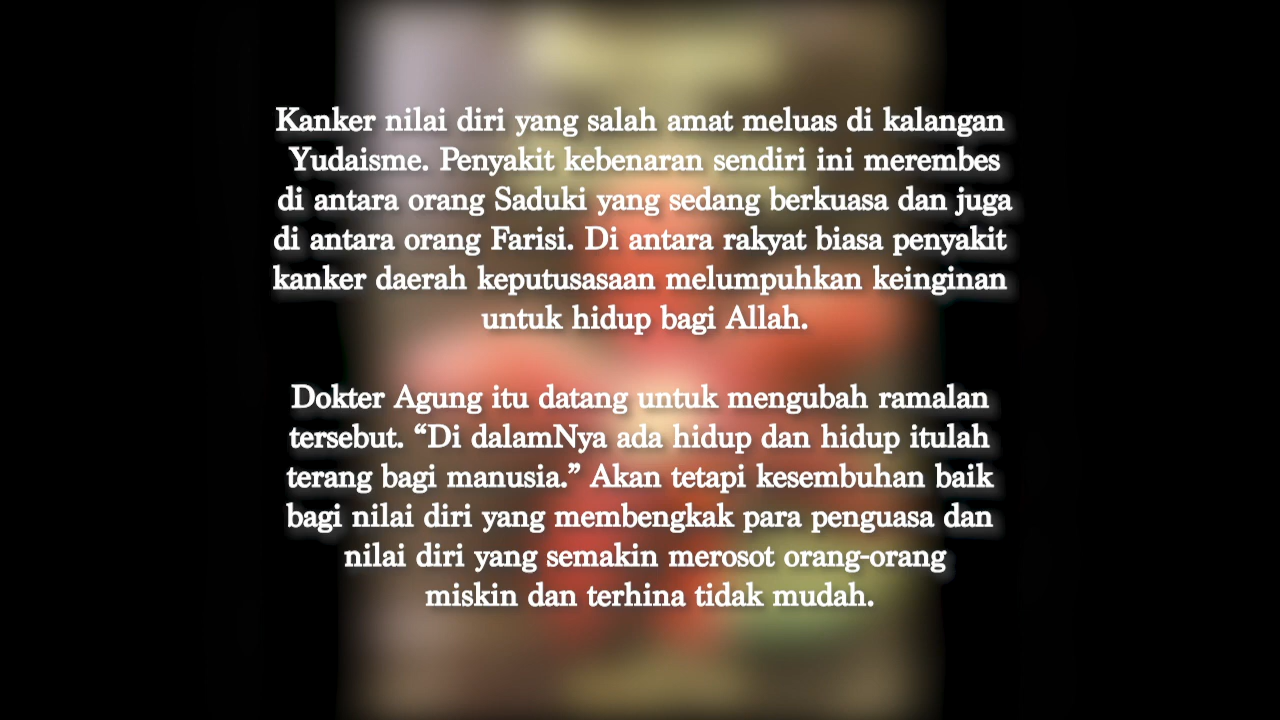 Kanker nilai diri yang salah amat meluas di kalangan
Yudaisme. Penyakit kebenaran sendiri ini merembes
di antara orang Saduki yang sedang berkuasa dan juga
di antara orang Farisi. Di antara rakyat biasa penyakit
kanker daerah keputusasaan melumpuhkan keinginan
untuk hidup bagi Allah.
Dokter Agung itu datang untuk mengubah ramalan
tersebut. “Di dalamNya ada hidup dan hidup itulah
terang bagi manusia.” Akan tetapi kesembuhan baik
bagi nilai diri yang membengkak para penguasa dan
nilai diri yang semakin merosot orang-orang
miskin dan terhina tidak mudah.